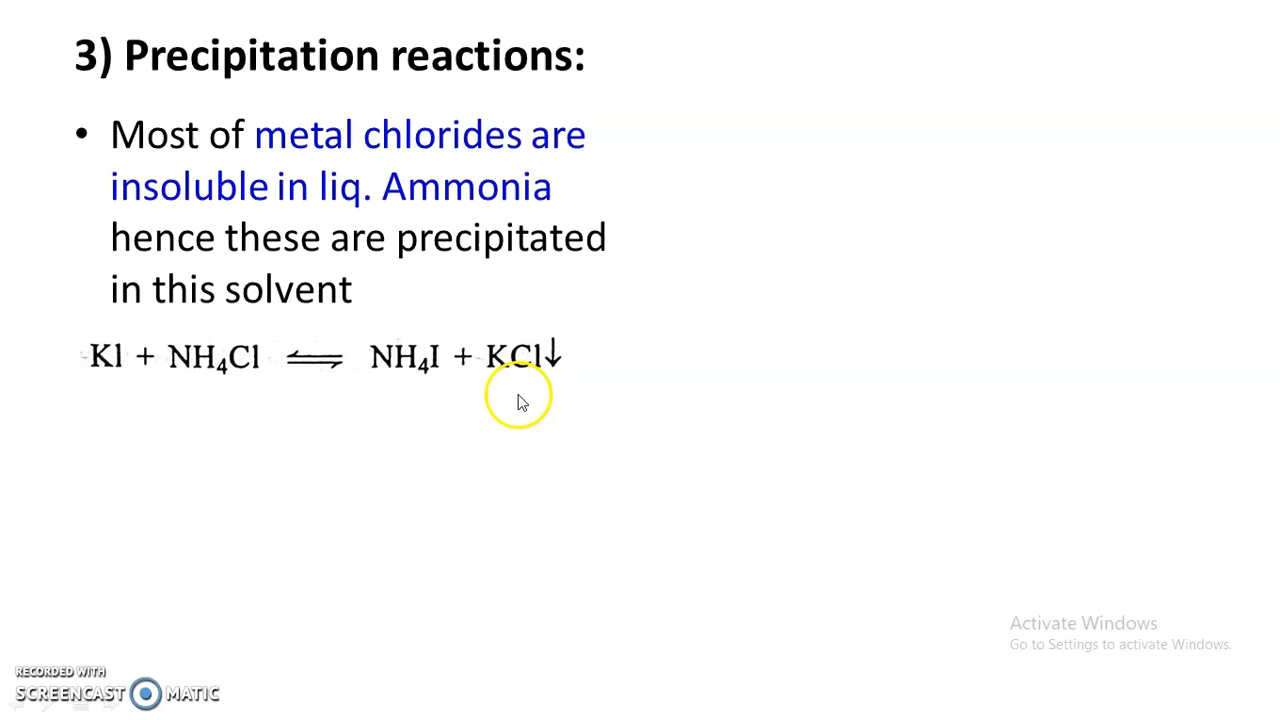 3) Precipitation reactions:
• Most of metal chlorides are
insoluble in liq. Ammonia
hence these are precipitated
in this solvent
Kl + NH₄Cl ⇌ NH₄I + KCl↓
Activate Windows
Go to Settings to activate Windows.
RECORDED WITH
SCREENCAST MATIC